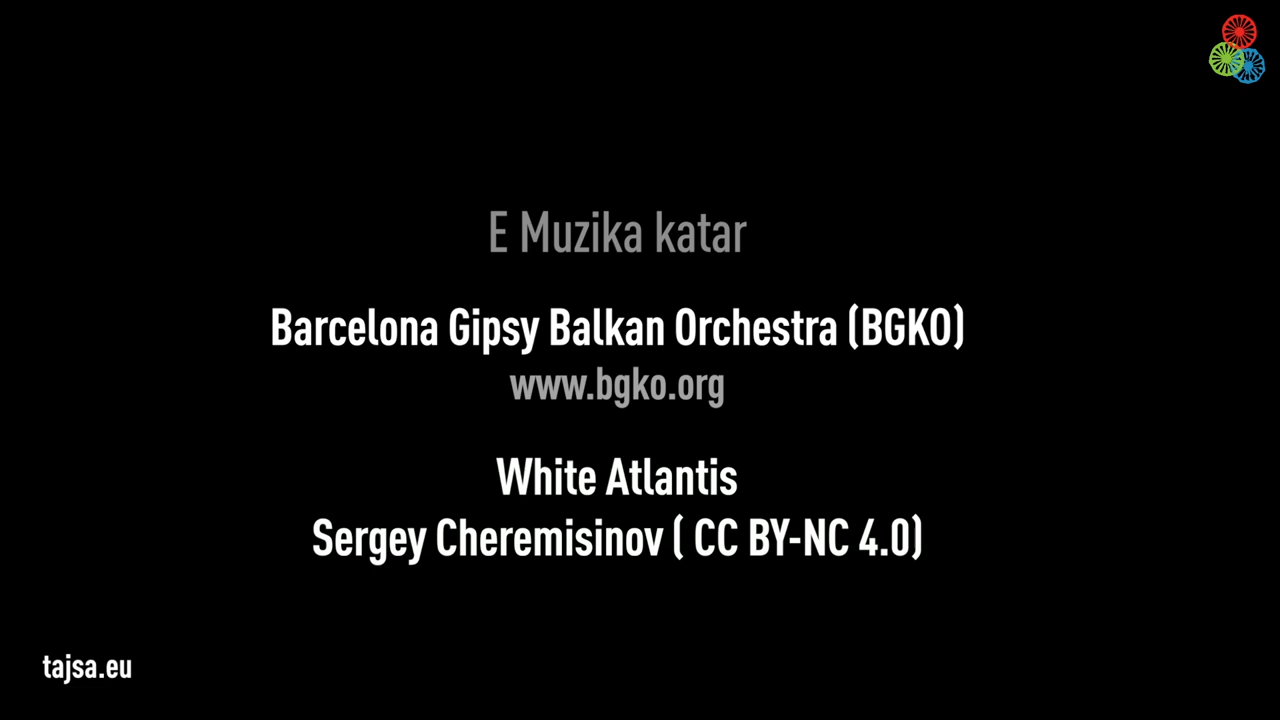 E Muzika katar
Barcelona Gipsy Balkan Orchestra (BGKO)
www.bgko.org
White Atlantis
Sergey Cheremisinov ( CC BY-NC 4.0)
tajsa.eu